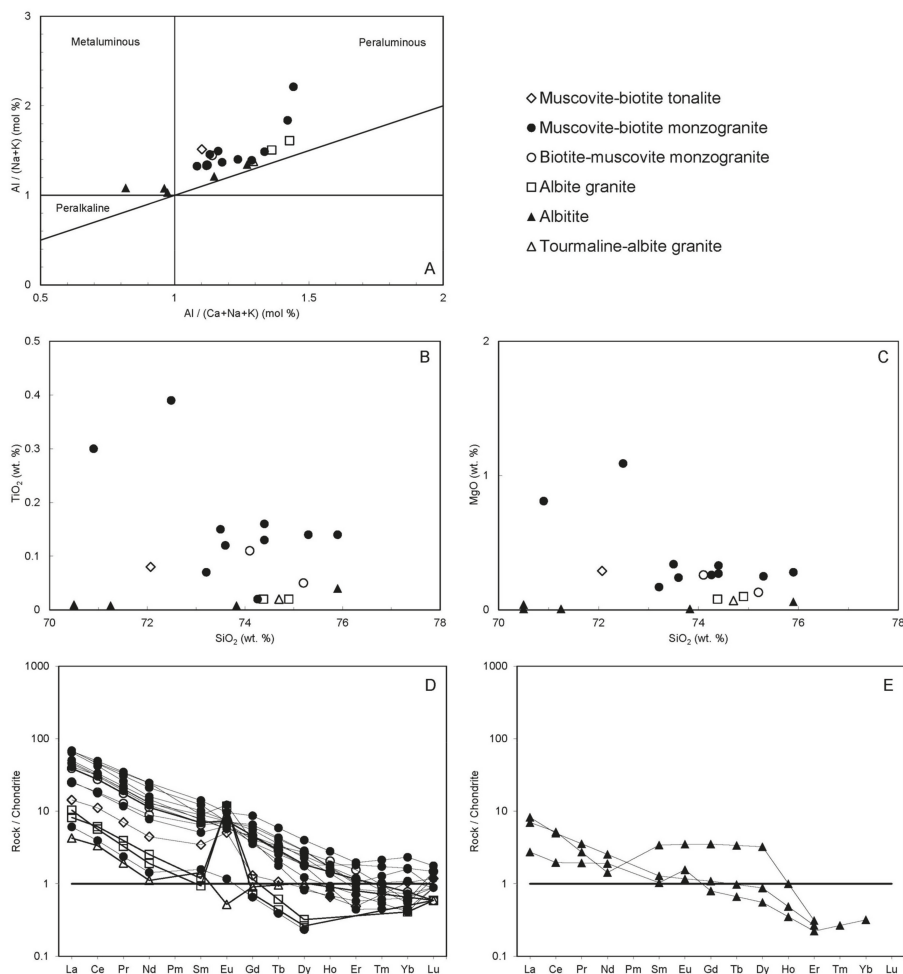 Metaluminous
Peraluminous
Peralkaline
A
3
2
1
0
0.5
1
1.5
2
Al / (Na+K) (mol %)
Al / (Ca+Na+K) (mol %)
Muscovite-biotite tonalite
Muscovite-biotite monzogranite
Biotite-muscovite monzogranite
Albite granite
Albitite
Tourmaline-albite granite
B
0.5
0.4
0.3
0.2
0.1
0
70
72
74
76
78
TiO2 (wt. %)
SiO2 (wt. %)
C
2
1
0
70
72
74
76
78
MgO (wt. %)
SiO2 (wt. %)
D
1000
100
10
1
0.1
Rock / Chondrite
La Ce Pr Nd Pm Sm Eu Gd Tb Dy Ho Er Tm Yb Lu
E
1000
100
10
1
0.1
Rock / Chondrite
La Ce Pr Nd Pm Sm Eu Gd Tb Dy Ho Er Tm Yb Lu